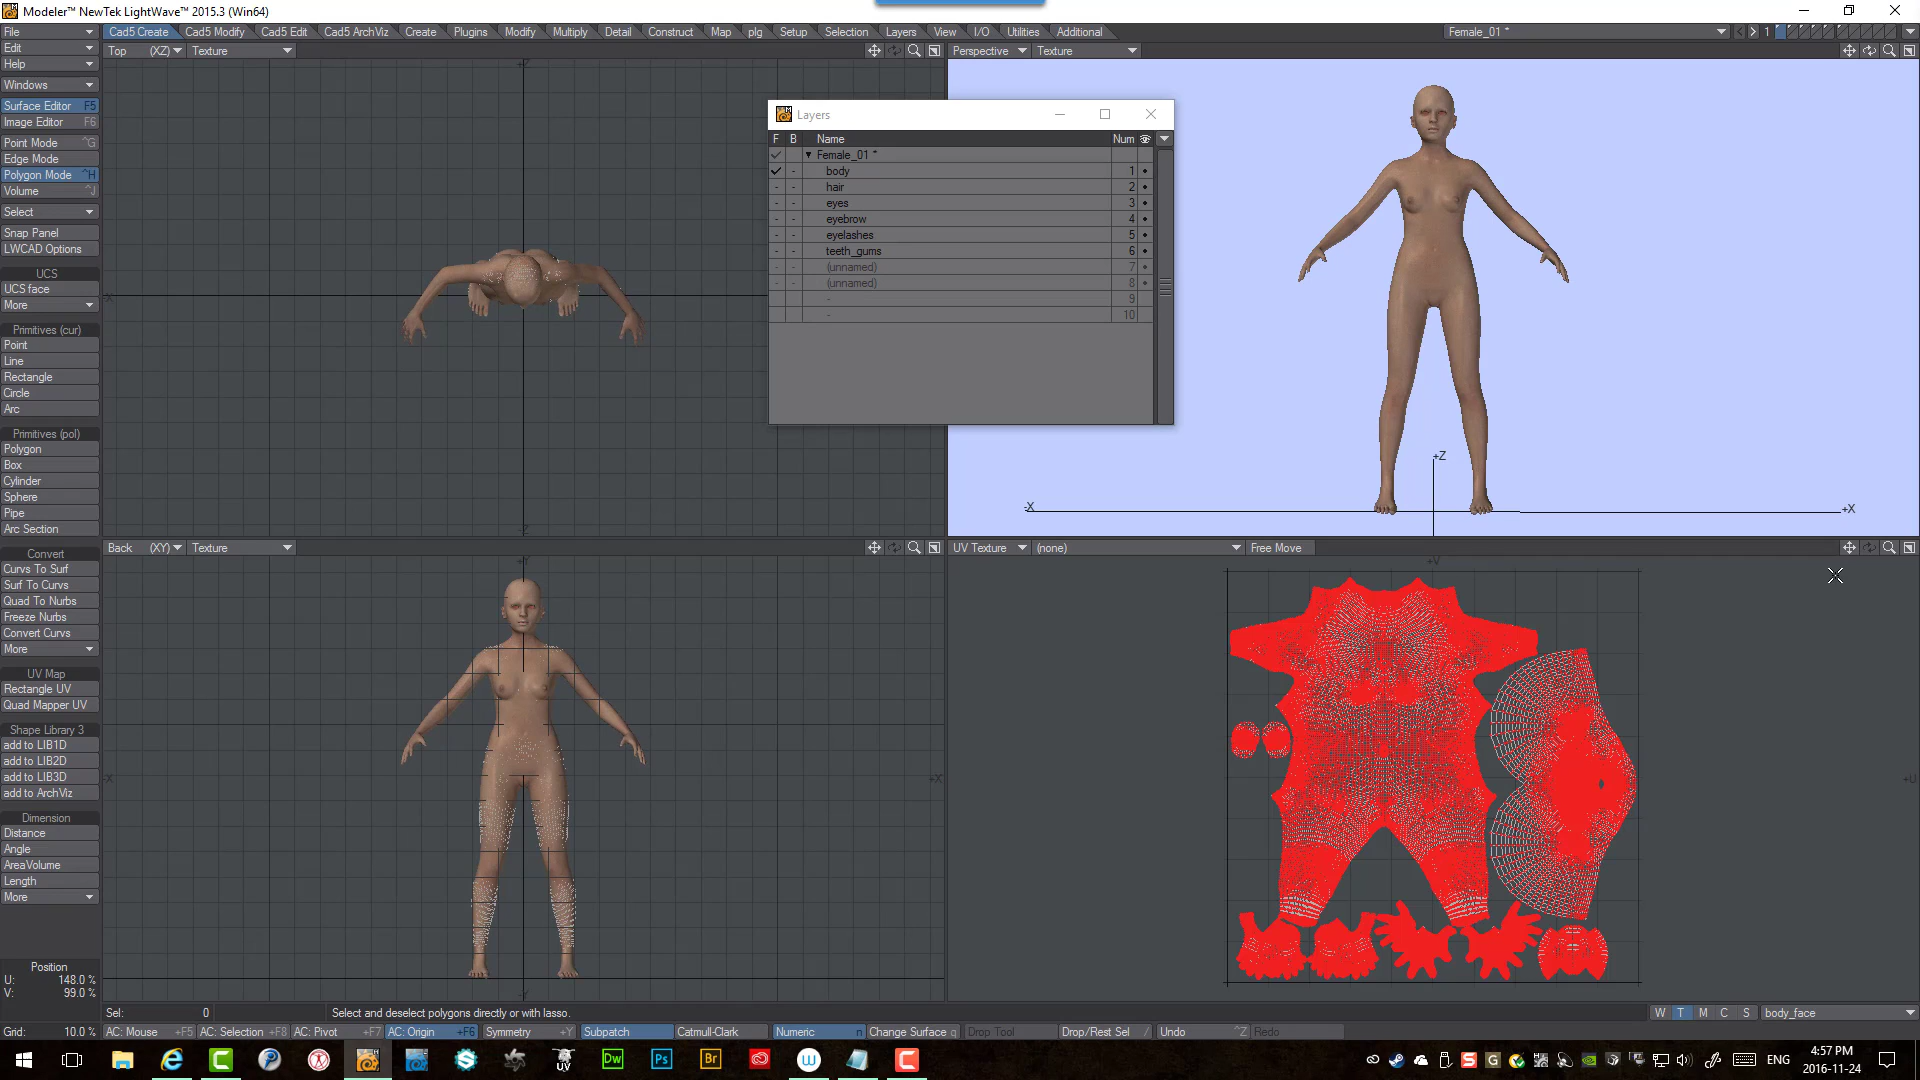 Modeler™ NewTek LightWave™ 2015.3 (Win64)
File
Edit
Help
Windows
Surface Editor F5
Image Editor F6
Point Mode ^G
Edge Mode
Polygon Mode ^H
Volume ^J
Select
Snap Panel
LWCAD Options
UCS
UCS face
More
Primitives (cur)
Point
Line
Rectangle
Circle
Arc
Primitives (pol)
Polygon
Box
Cylinder
Sphere
Pipe
Arc Section
Convert
Curvs To Surf
Surf To Curvs
Quad To Nurbs
Freeze Nurbs
Convert Curvs
More
UV Map
Rectangle UV
Quad Mapper UV
Shape Library 3
add to LIB1D
add to LIB2D
add to LIB3D
add to ArchViz
Dimension
Distance
Angle
AreaVolume
Length
More
Position
U: 148.0 %
V: 99.0 %
Grid: 10.0 %
Cad5 Create Cad5 Modify Cad5 Edit Cad5 ArchViz Create Plugins Modify Multiply Detail Construct Map plg Setup Selection Layers View I/O Utilities Additional Female_01 * 1
Top (XZ) Texture
Perspective Texture
Layers
F B Name Num
Female_01 *
body 1
hair 2
eyes 3
eyebrow 4
eyelashes 5
teeth_gums 6
(unnamed) 7
(unnamed) 8
- 9
- 10
+Z
-X +X
Back (XY) Texture
UV Texture (none) Free Move
+V
-X +X
+U
Sel: 0 Select and deselect polygons directly or with lasso. W T M C S body_face
AC: Mouse +F5 AC: Selection +F8 AC: Pivot +F7 AC: Origin +F6 Symmetry +Y Subpatch Catmull-Clark Numeric n Change Surface q Drop Tool Drop/Rest Sel / Undo ^Z Redo
UV Dw Ps Br W C S G ENG
4:57 PM
2016-11-24